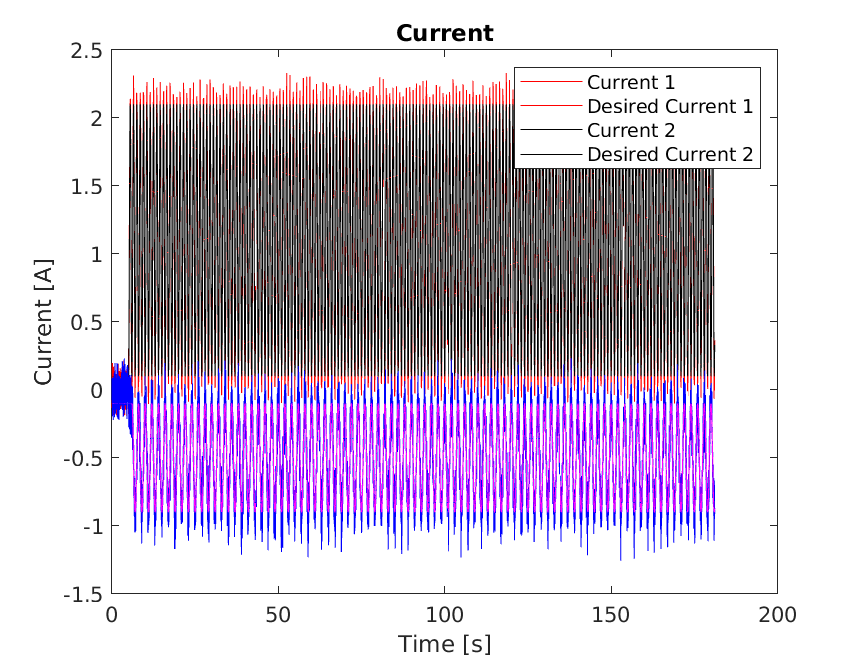 Current
2.5
2
1.5
1
0.5
0
-0.5
-1
-1.5
Current [A]
Current 1
Desired Current 1
Current 2
Desired Current 2
0 50 100 150 200
Time [s]